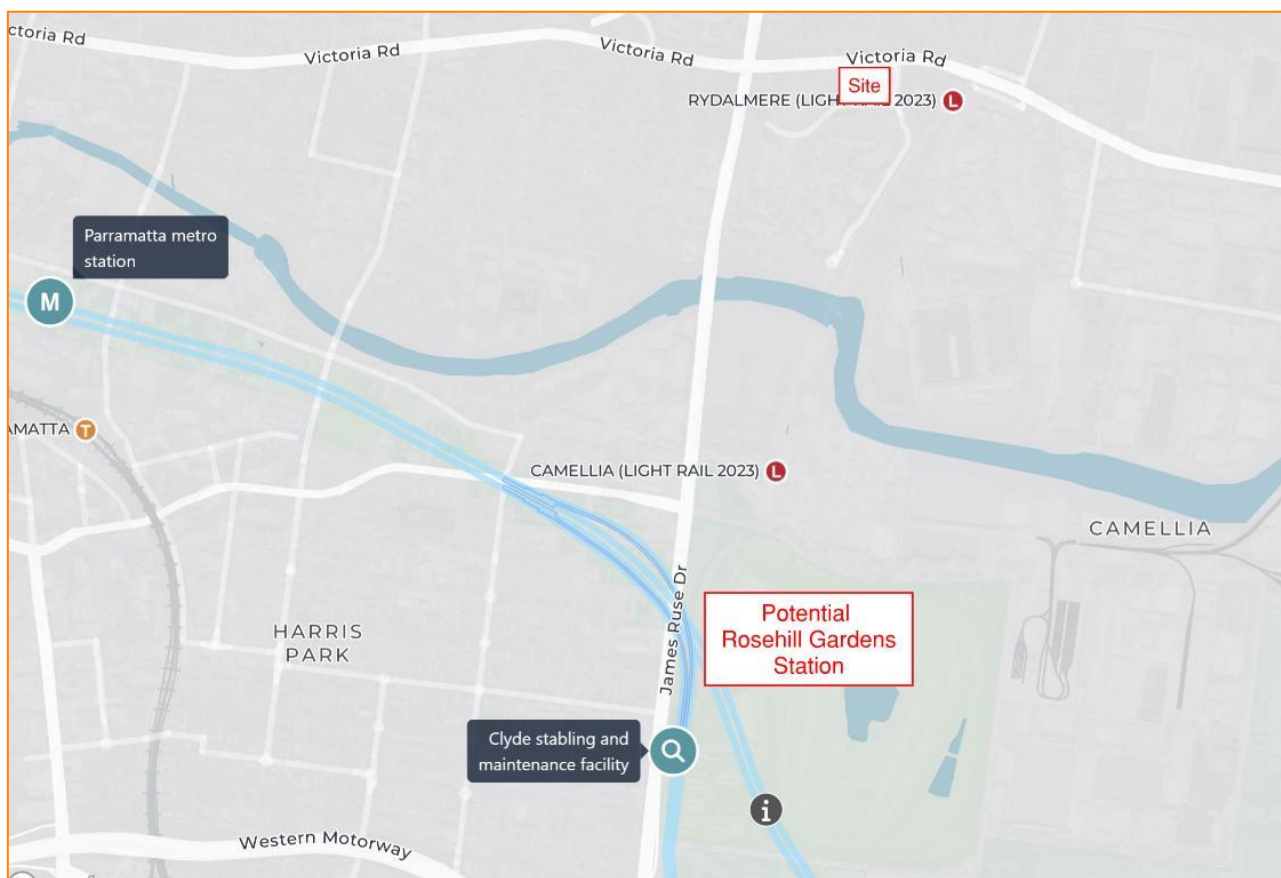 ctoria Rd
Victoria Rd
Victoria Rd
Victoria Rd
Site
RYDALMERE (LIGHT RAIL 2023) L
Parramatta metro
station
M
AMATTA T
CAMELLIA (LIGHT RAIL 2023) L
CAMELLIA
James Ruse Dr
Potential
Rosehill Gardens
Station
HARRIS
PARK
Clyde stabling and
maintenance facility
i
Western Motorway